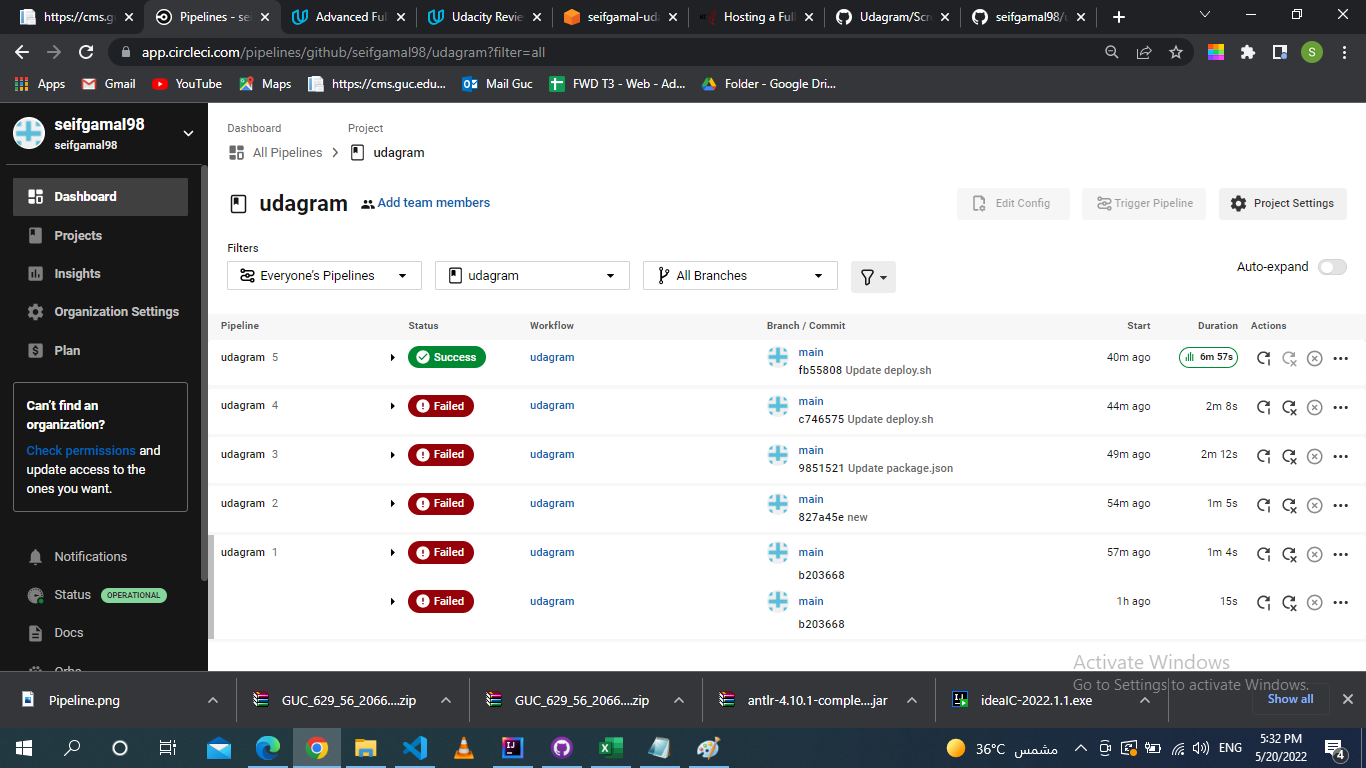 https://cms.g
Pipelines - se
Advanced Ful
Udacity Revie
seifgamal-uda
Hosting a Full
Udagram/Scr
seifgamal98/u
app.circleci.com/pipelines/github/seifgamal98/udagram?filter=all
S
Apps
Gmail
YouTube
Maps
https://cms.guc.edu...
Mail Guc
FWD T3 - Web - Ad...
Folder - Google Dri...
seifgamal98
seifgamal98
Dashboard
Projects
Insights
Organization Settings
Plan
Can't find an
organization?
Check permissions and
update access to the
ones you want.
Notifications
Status OPERATIONAL
Docs
Orbs
Dashboard Project
All Pipelines udagram
udagram Add team members
Edit Config Trigger Pipeline Project Settings
Filters
Everyone's Pipelines udagram All Branches
Auto-expand
Pipeline Status Workflow Branch / Commit Start Duration Actions
udagram 5 Success udagram main 40m ago 6m 57s
fb55808 Update deploy.sh
udagram 4 Failed udagram main 44m ago 2m 8s
c746575 Update deploy.sh
udagram 3 Failed udagram main 49m ago 2m 12s
9851521 Update package.json
udagram 2 Failed udagram main 54m ago 1m 5s
827a45e new
udagram 1 Failed udagram main 57m ago 1m 4s
b203668
Failed udagram main 1h ago 15s
b203668
Activate Windows
Go to Settings to activate Windows.
Pipeline.png
GUC_629_56_2066....zip
GUC_629_56_2066....zip
antlr-4.10.1-comple....jar
ideaIC-2022.1.1.exe
Show all
36°C مشمس
ENG
5:32 PM
5/20/2022
4